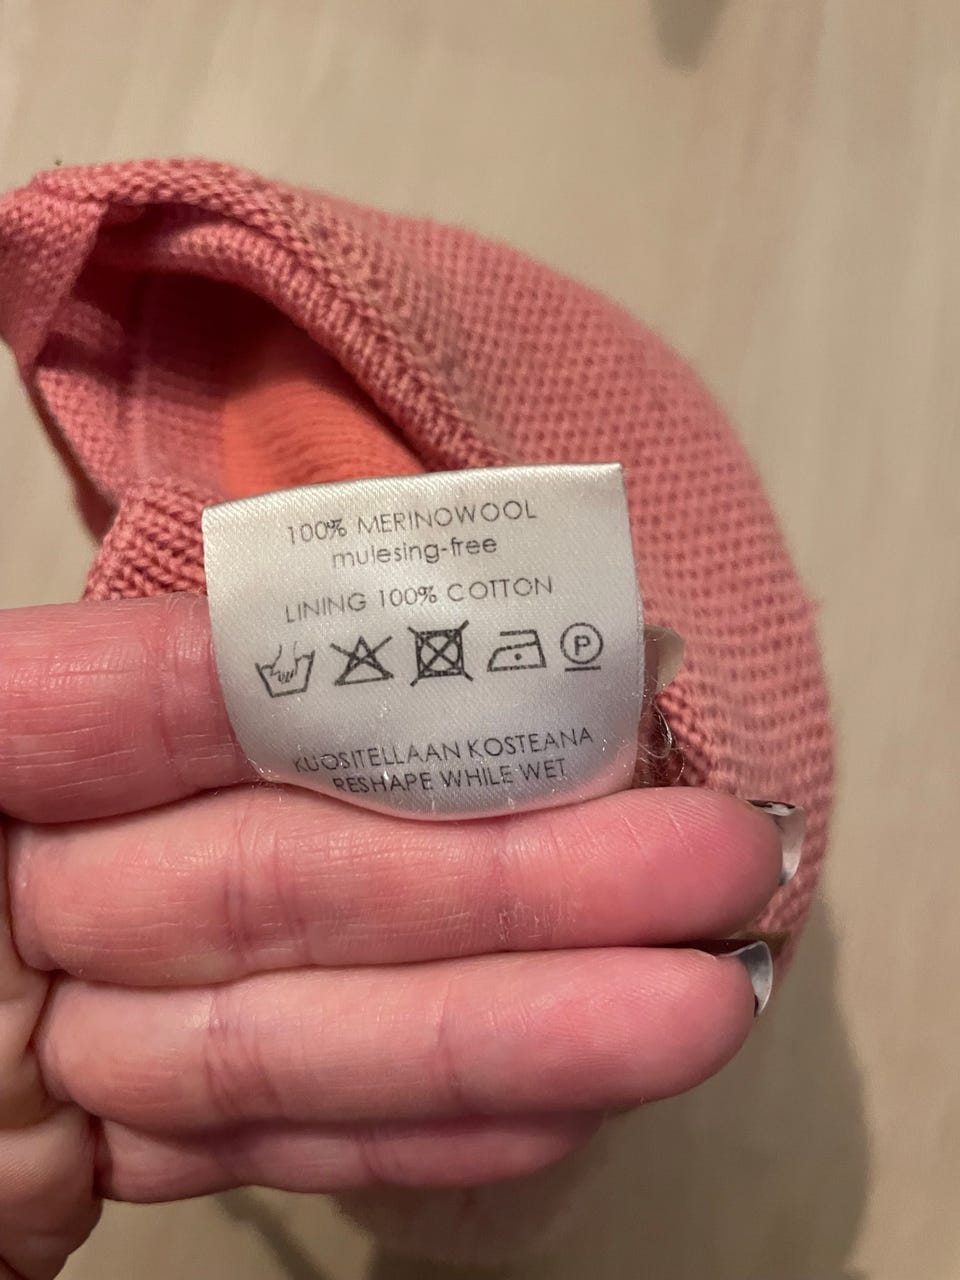 100% MERINOWOOL
mulesing-free
LINING 100% COTTON
P
KUOSITELLAAN KOSTEANA
RESHAPE WHILE WET